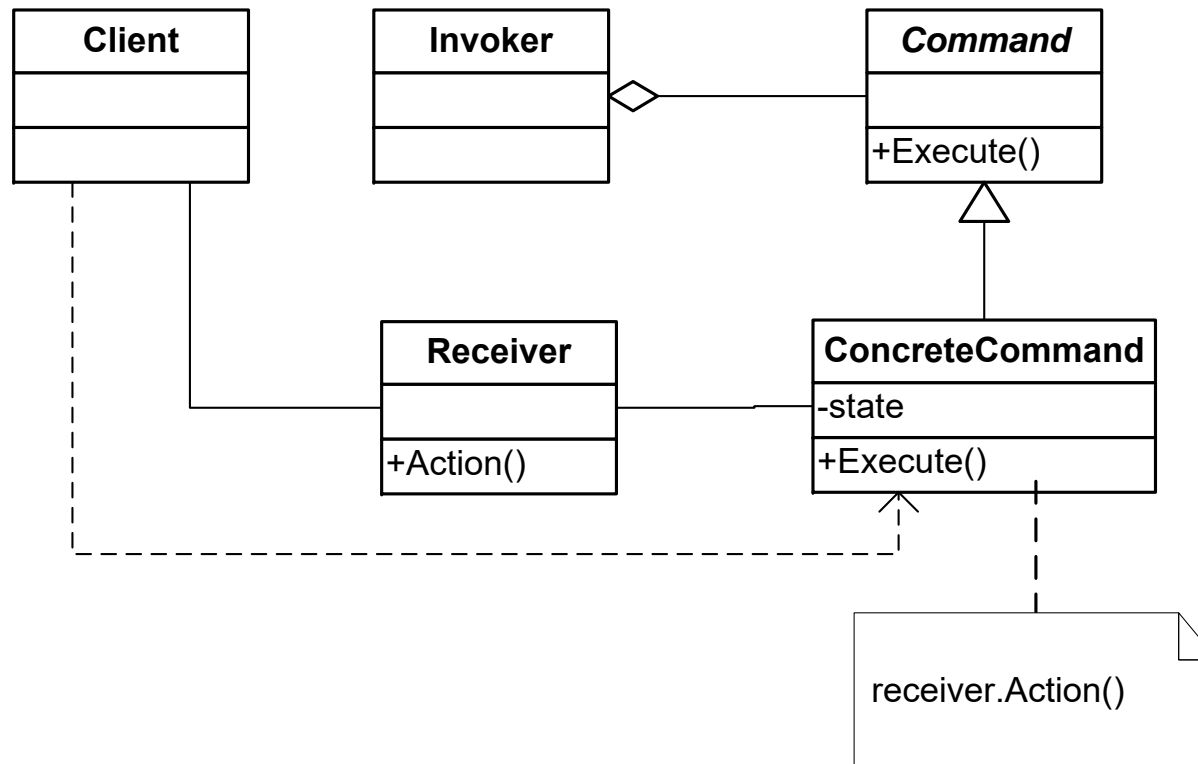 Client
Invoker
Command
+Execute()
Receiver
+Action()
ConcreteCommand
-state
+Execute()
receiver.Action()